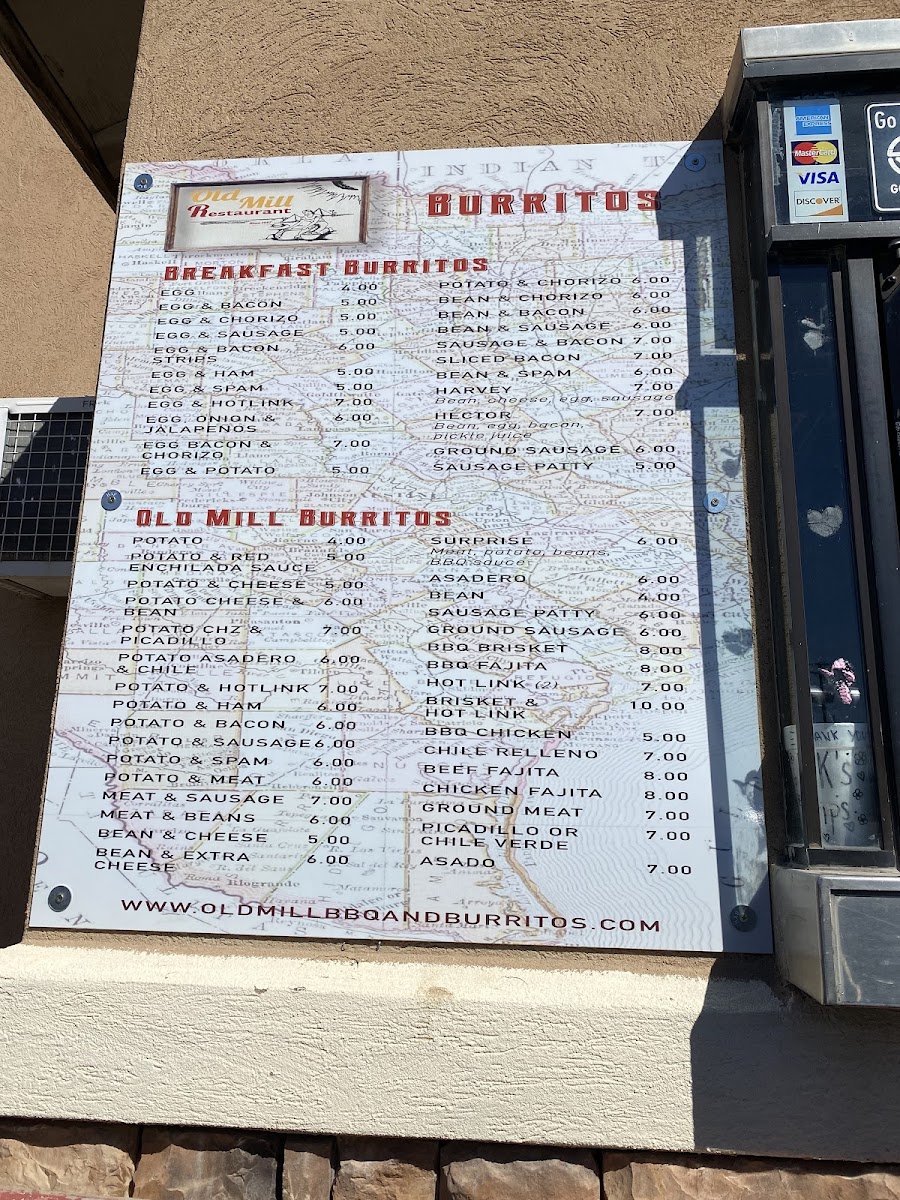 Old Mill
Restaurant
BURRITOS
BREAKFAST BURRITOS
EGG 4.00
EGG & BACON 5.00
EGG & CHORIZO 5.00
EGG & SAUSAGE 5.00
EGG & BACON 6.00
STRIPS
EGG & HAM 5.00
EGG & SPAM 5.00
EGG & HOTLINK 7.00
EGG, ONION & 6.00
JALAPENOS
EGG BACON & 7.00
CHORIZO
EGG & POTATO 5.00
POTATO & CHORIZO 6.00
BEAN & CHORIZO 6.00
BEAN & BACON 6.00
BEAN & SAUSAGE 6.00
SAUSAGE & BACON 7.00
SLICED BACON 7.00
BEAN & SPAM 6.00
HARVEY 7.00
Bean, cheese, egg, sausage
HECTOR 7.00
Bean, egg, bacon,
pickle juice
GROUND SAUSAGE 6.00
SAUSAGE PATTY 5.00
OLD MILL BURRITOS
POTATO 4.00
POTATO & RED 5.00
ENCHILADA SAUCE
POTATO & CHEESE 5.00
POTATO CHEESE & 6.00
BEAN
POTATO CHZ & 7.00
PICADILLO
POTATO ASADERO 6.00
& CHILE
POTATO & HOTLINK 7.00
POTATO & HAM 6.00
POTATO & BACON 6.00
POTATO & SAUSAGE 6.00
POTATO & SPAM 6.00
POTATO & MEAT 6.00
MEAT & SAUSAGE 7.00
MEAT & BEANS 6.00
BEAN & CHEESE 5.00
BEAN & EXTRA 6.00
CHEESE
SURPRISE 6.00
Meat, potato, beans,
BBQ sauce
ASADERO 6.00
BEAN 4.00
SAUSAGE PATTY 6.00
GROUND SAUSAGE 6.00
BBQ BRISKET 8.00
BBQ FAJITA 8.00
HOT LINK (2) 7.00
BRISKET & 10.00
HOT LINK
BBQ CHICKEN 5.00
CHILE RELLENO 7.00
BEEF FAJITA 8.00
CHICKEN FAJITA 8.00
GROUND MEAT 7.00
PICADILLO OR 7.00
CHILE VERDE
ASADO 7.00
WWW.OLDMILLBBQANDBURRITOS.COM
AMERICAN
EXPRESS
MasterCard
VISA
DISCOVER
Go
INDIAN
Riogrande